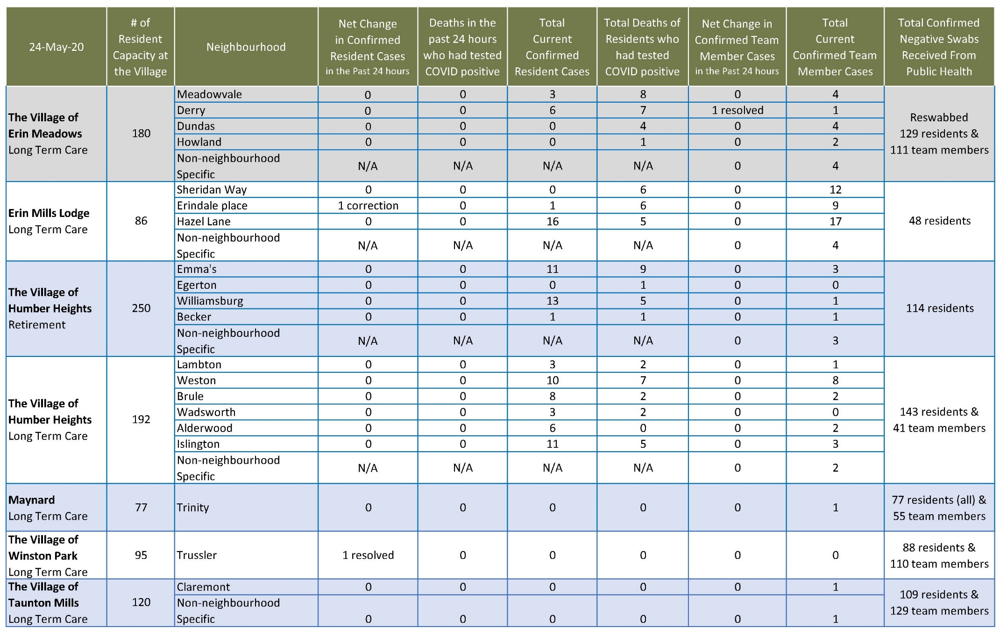 24-May-20
# of
Resident
Capacity at
the Village
Neighbourhood
Net Change
in Confirmed
Resident Cases
in the Past 24 hours
Deaths in the
past 24 hours
who had tested
COVID positive
Total
Current
Confirmed
Resident Cases
Total Deaths of
Residents who
had tested
COVID positive
Net Change in
Confirmed Team
Member Cases
in the Past 24 hours
Total
Current
Confirmed Team
Member Cases
Total Confirmed
Negative Swabs
Received From
Public Health
The Village of
Erin Meadows
Long Term Care
180
Meadowvale 0 0 3 8 0 4
Derry 0 0 6 7 1 resolved 1
Dundas 0 0 0 4 0 4
Howland 0 0 0 1 0 2
Non-neighbourhood
Specific
N/A N/A N/A N/A 0 4
Reswabbed
129 residents &
111 team members
Erin Mills Lodge
Long Term Care
86
Sheridan Way 0 0 0 6 0 12
Erindale place 1 correction 0 1 6 0 9
Hazel Lane 0 0 16 5 0 17
Non-neighbourhood
Specific
N/A N/A N/A N/A 0 4
48 residents
The Village of
Humber Heights
Retirement
250
Emma's 0 0 11 9 0 3
Egerton 0 0 0 1 0 0
Williamsburg 0 0 13 5 0 1
Becker 0 0 1 1 0 1
Non-neighbourhood
Specific
N/A N/A N/A N/A 0 3
114 residents
The Village of
Humber Heights
Long Term Care
192
Lambton 0 0 3 2 0 1
Weston 0 0 10 7 0 8
Brule 0 0 8 2 0 2
Wadsworth 0 0 3 2 0 0
Alderwood 0 0 6 0 0 2
Islington 0 0 11 5 0 3
Non-neighbourhood
Specific
N/A N/A N/A N/A 0 2
143 residents &
41 team members
Maynard
Long Term Care
77
Trinity 0 0 0 0 0 1
77 residents (all) &
55 team members
The Village of
Winston Park
Long Term Care
95
Trussler 1 resolved 0 0 0 0 0
88 residents &
110 team members
The Village of
Taunton Mills
Long Term Care
120
Claremont 0 0 0 0 0 1
Non-neighbourhood
Specific 0 0 0 0 0 1
109 residents &
129 team members